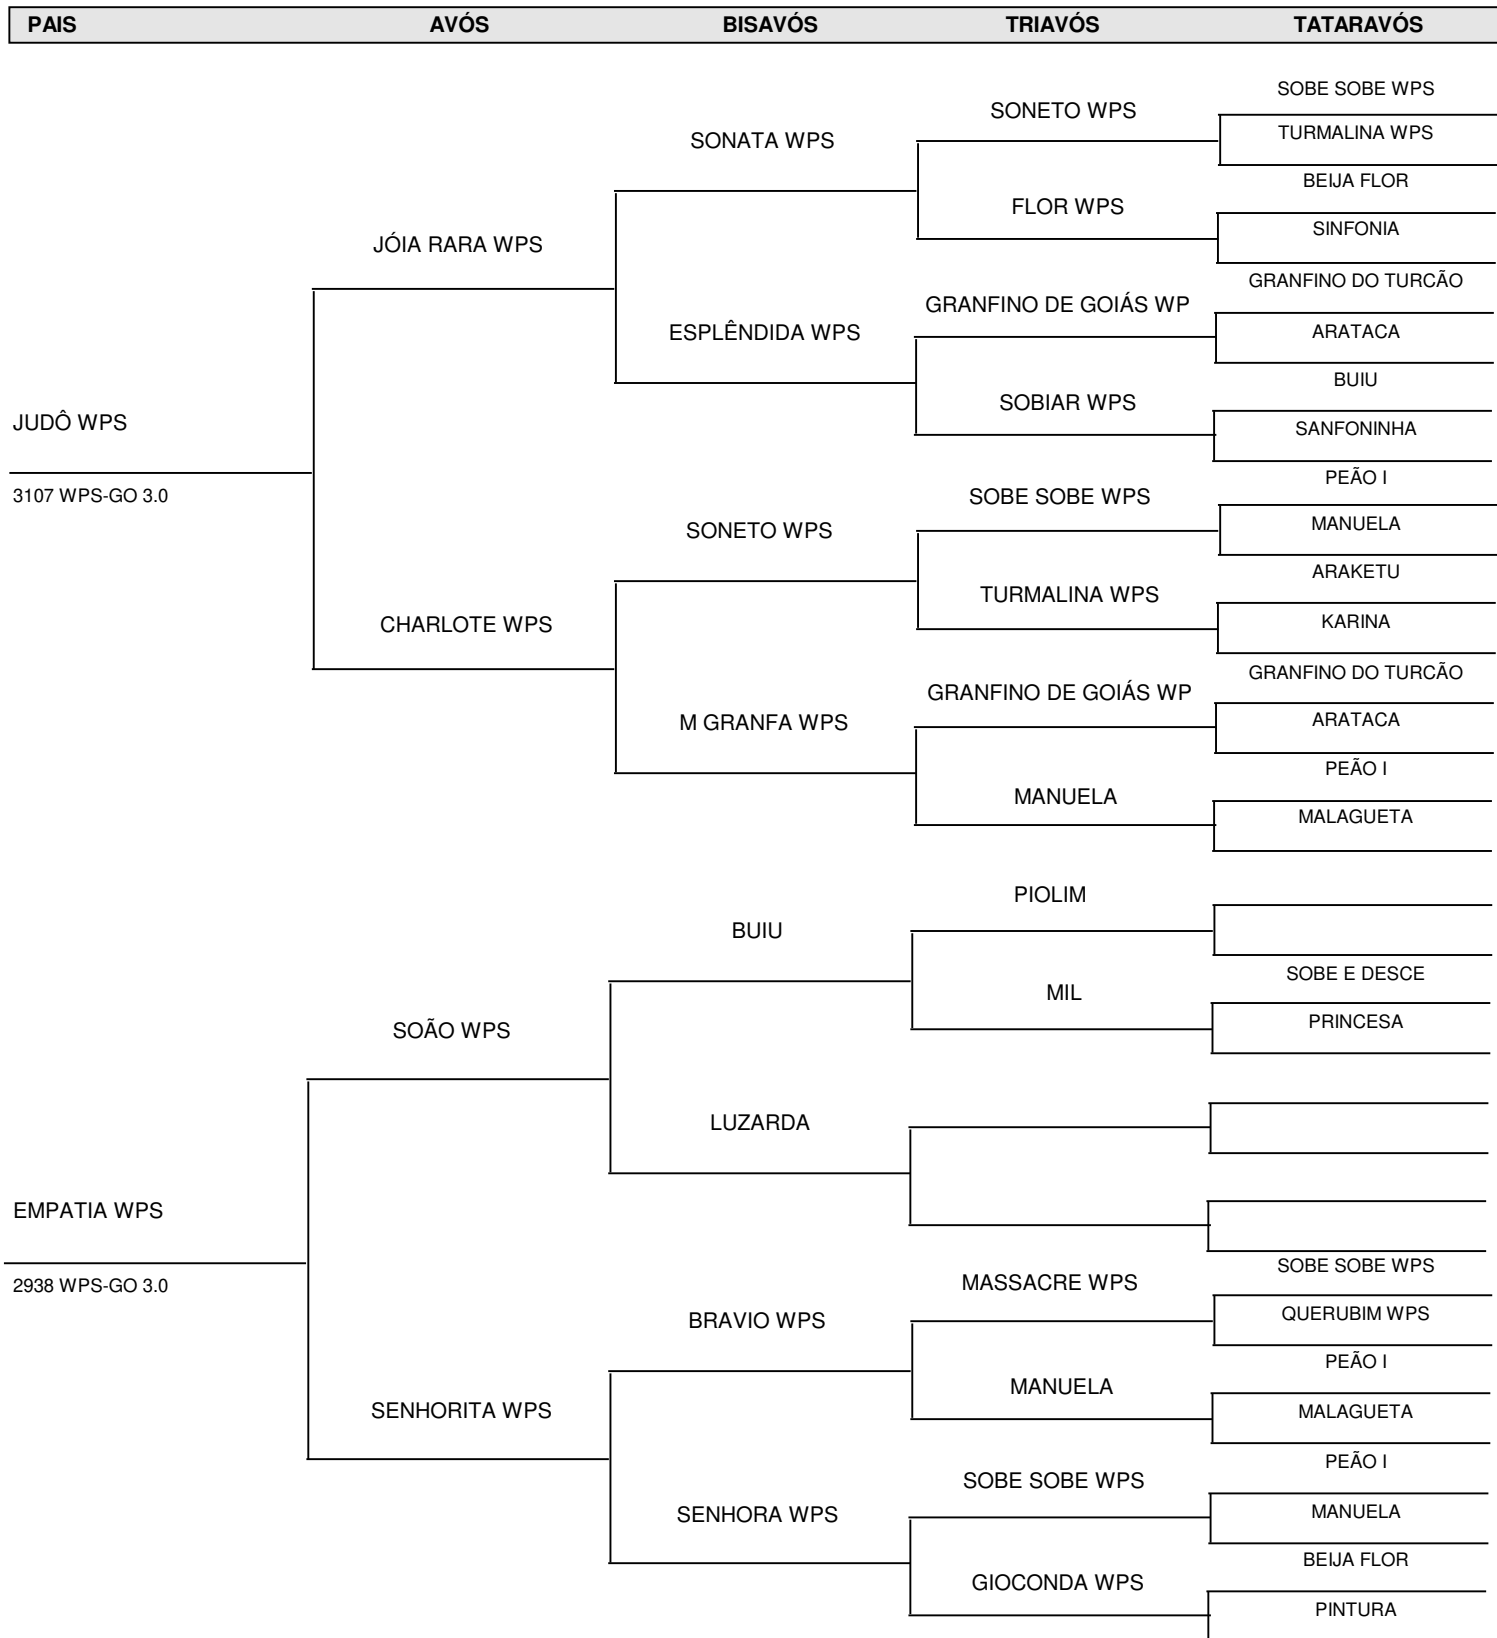 PAIS AVÓS BISAVÓS TRIAVÓS TATARAVÓS
SOBE SOBE WPS
SONETO WPS
TURMALINA WPS
SONATA WPS
BEIJA FLOR
FLOR WPS
SINFONIA
JÓIA RARA WPS
GRANFINO DO TURCÃO
GRANFINO DE GOIÁS WP
ARATACA
ESPLÊNDIDA WPS
BUIU
SOBIAR WPS
SANFONINHA
JUDÔ WPS
3107 WPS-GO 3.0
PEÃO I
SOBE SOBE WPS
MANUELA
SONETO WPS
ARAKETU
TURMALINA WPS
KARINA
CHARLOTE WPS
GRANFINO DO TURCÃO
GRANFINO DE GOIÁS WP
ARATACA
M GRANFA WPS
PEÃO I
MANUELA
MALAGUETA
PIOLIM
BUIU
SOBE E DESCE
MIL
PRINCESA
SOÃO WPS
LUZARDA
EMPATIA WPS
2938 WPS-GO 3.0
SOBE SOBE WPS
MASSACRE WPS
QUERUBIM WPS
BRAVIO WPS
PEÃO I
MANUELA
MALAGUETA
SENHORITA WPS
PEÃO I
SOBE SOBE WPS
MANUELA
SENHORA WPS
BEIJA FLOR
GIOCONDA WPS
PINTURA